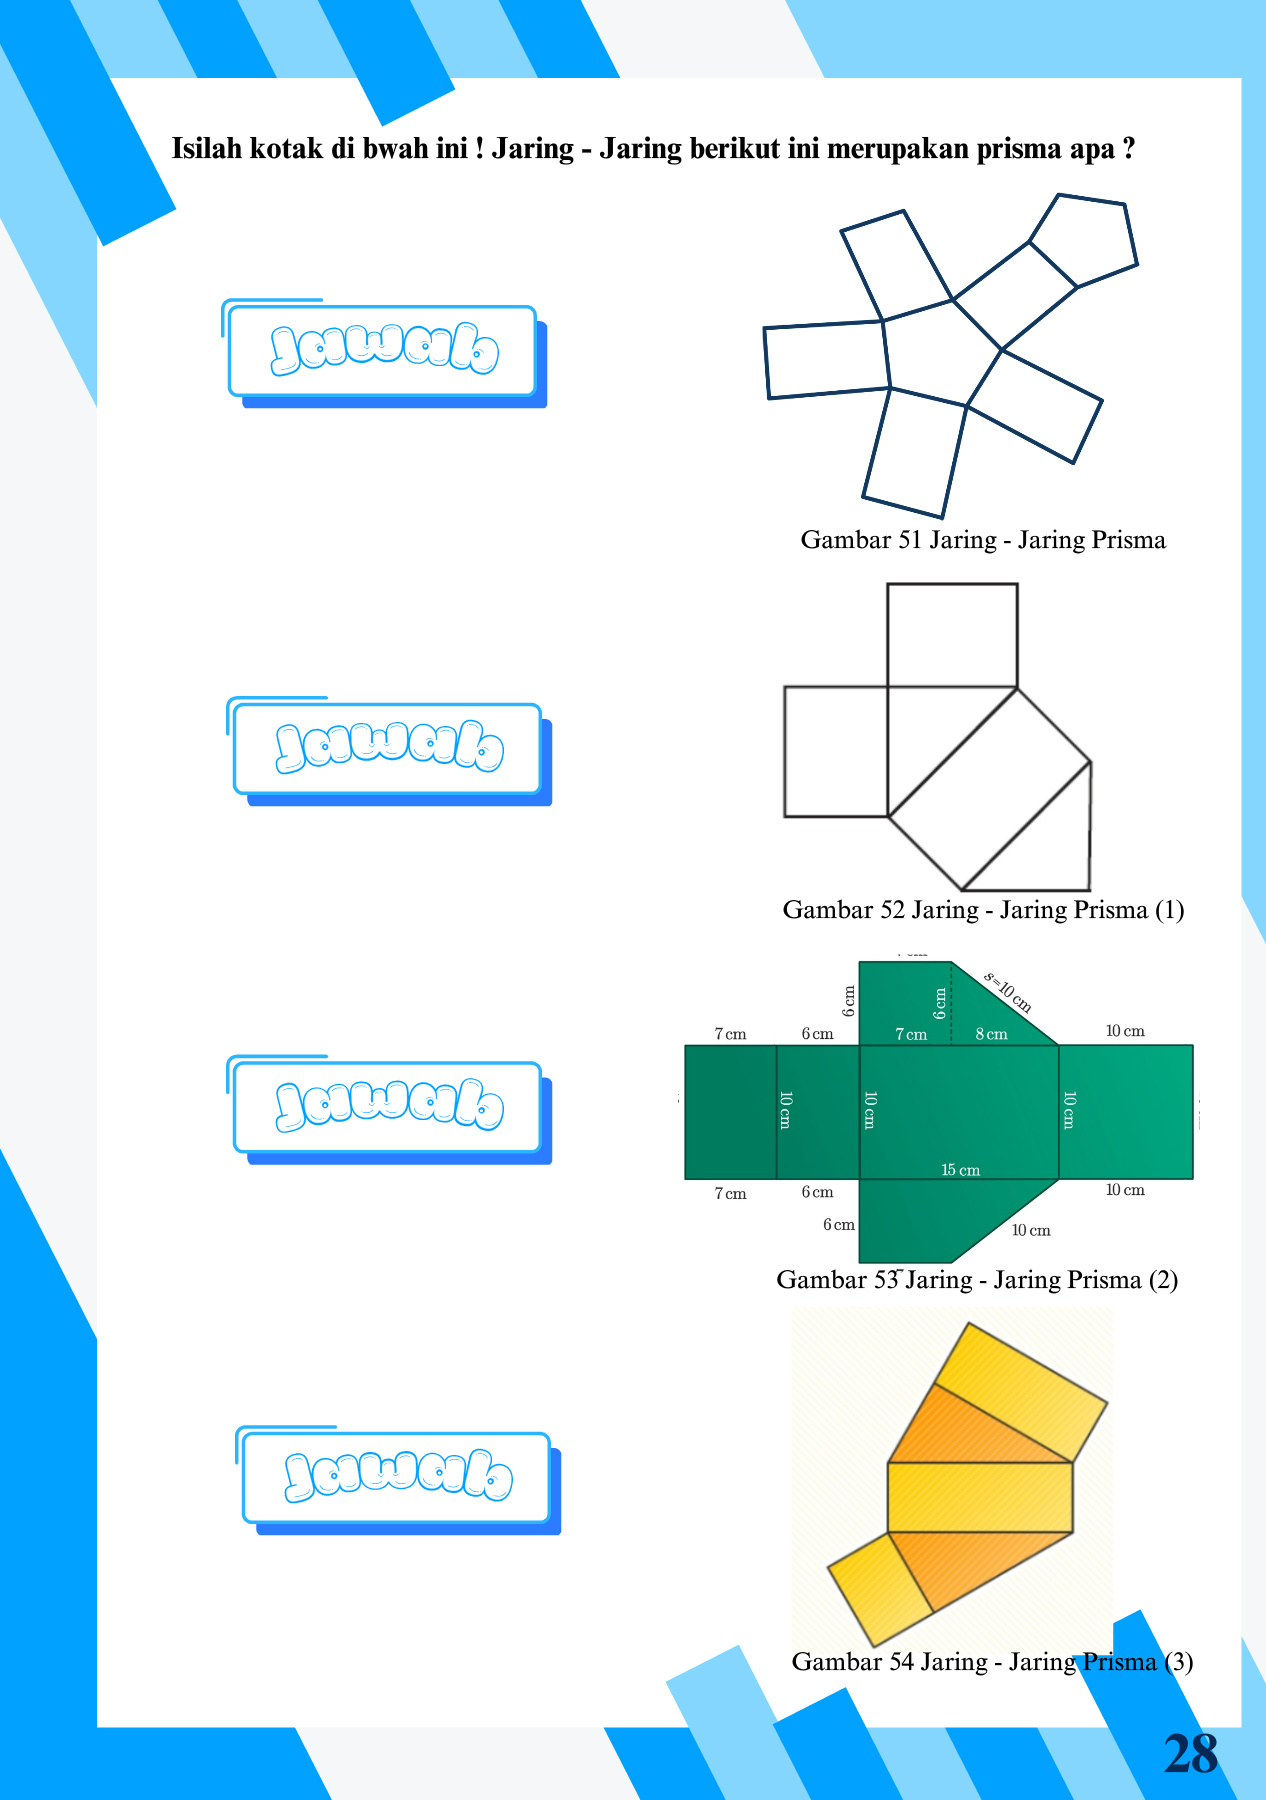 Isilah kotak di bwah ini ! Jaring - Jaring berikut ini merupakan prisma apa ?
Jawab
Gambar 51 Jaring - Jaring Prisma
Jawab
Gambar 52 Jaring - Jaring Prisma (1)
Jawab
6 cm
6 cm
s=10 cm
7 cm
6 cm
7 cm
8 cm
10 cm
10 cm
10 cm
10 cm
15 cm
7 cm
6 cm
10 cm
6 cm
10 cm
Gambar 53 Jaring - Jaring Prisma (2)
Jawab
Gambar 54 Jaring - Jaring Prisma (3)
28